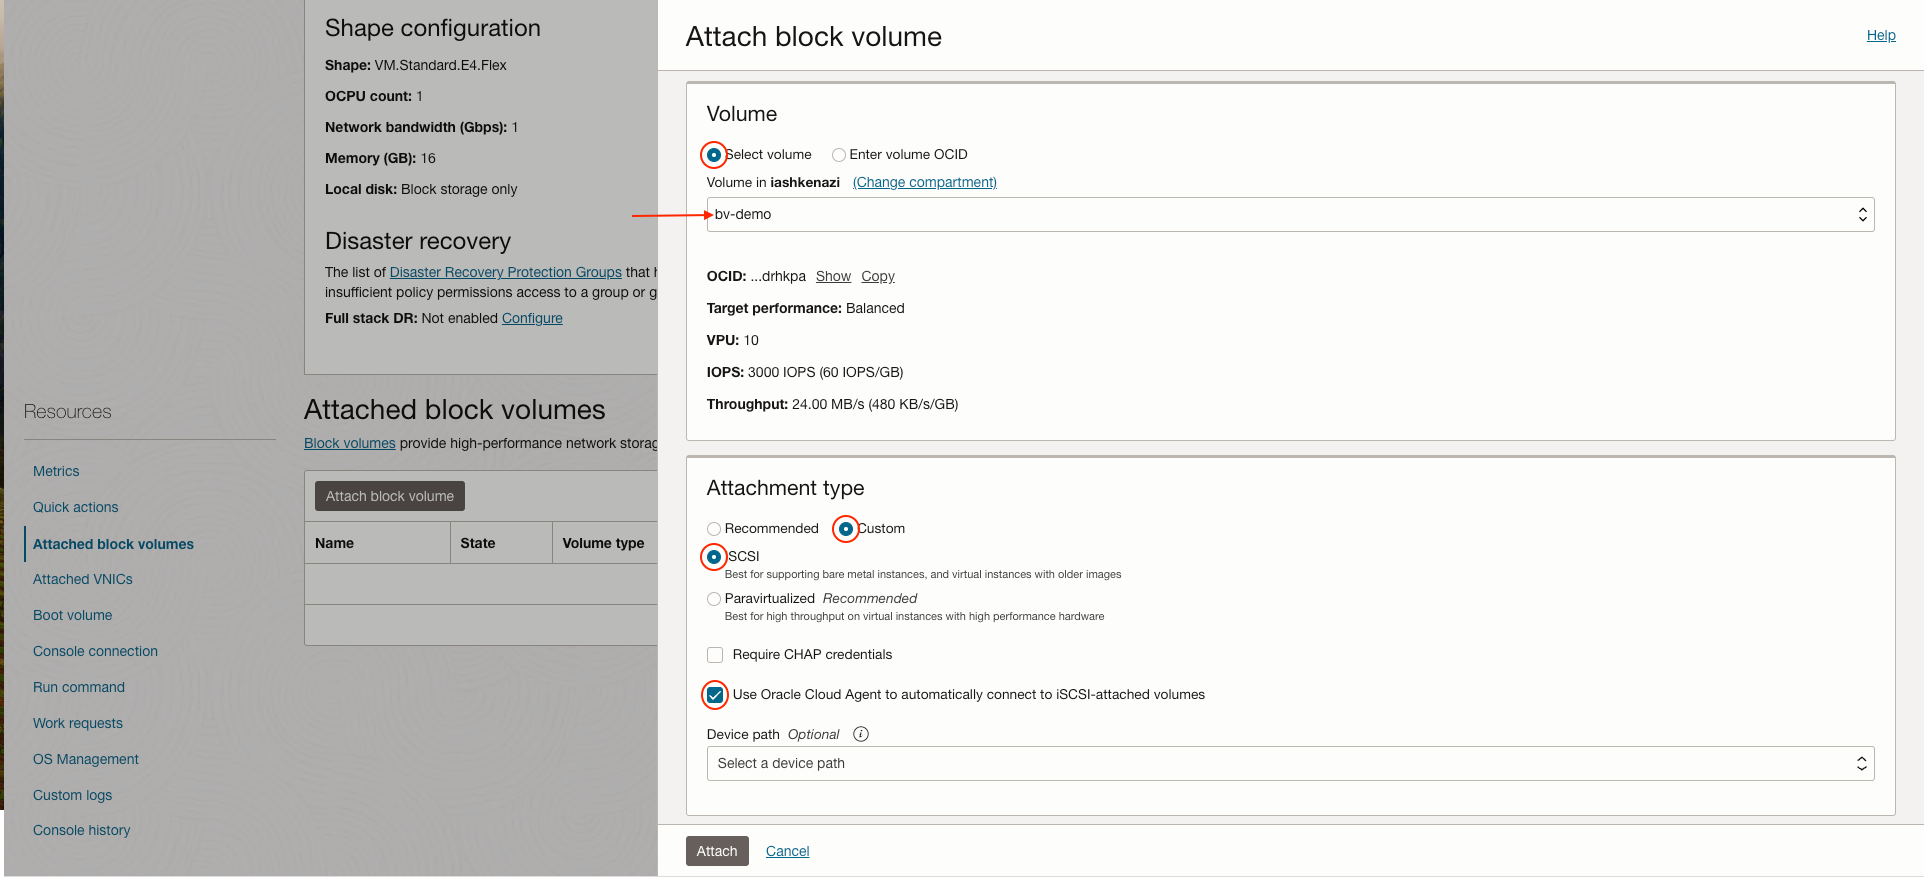 Shape configuration
Shape: VM.Standard.E4.Flex
OCPU count: 1
Network bandwidth (Gbps): 1
Memory (GB): 16
Local disk: Block storage only
Disaster recovery
The list of Disaster Recovery Protection Groups that
insufficient policy permissions access to a group or
Full stack DR: Not enabled Configure
Resources
Metrics
Quick actions
Attached block volumes
Attached VNICs
Boot volume
Console connection
Run command
Work requests
OS Management
Custom logs
Console history
Attached block volumes
Block volumes provide high-performance network
Attach block volume
Name State Volume type
Attach block volume Help
Volume
Select volume Enter volume OCID
Volume in iashkenazi (Change compartment)
bv-demo
OCID: ...drhkpa Show Copy
Target performance: Balanced
VPU: 10
IOPS: 3000 IOPS (60 IOPS/GB)
Throughput: 24.00 MB/s (480 KB/s/GB)
Attachment type
Recommended Custom
SCSI
Best for supporting bare metal instances, and virtual instances with older images
Paravirtualized Recommended
Best for high throughput on virtual instances with high performance hardware
Require CHAP credentials
Use Oracle Cloud Agent to automatically connect to iSCSI-attached volumes
Device path Optional i
Select a device path
Attach Cancel